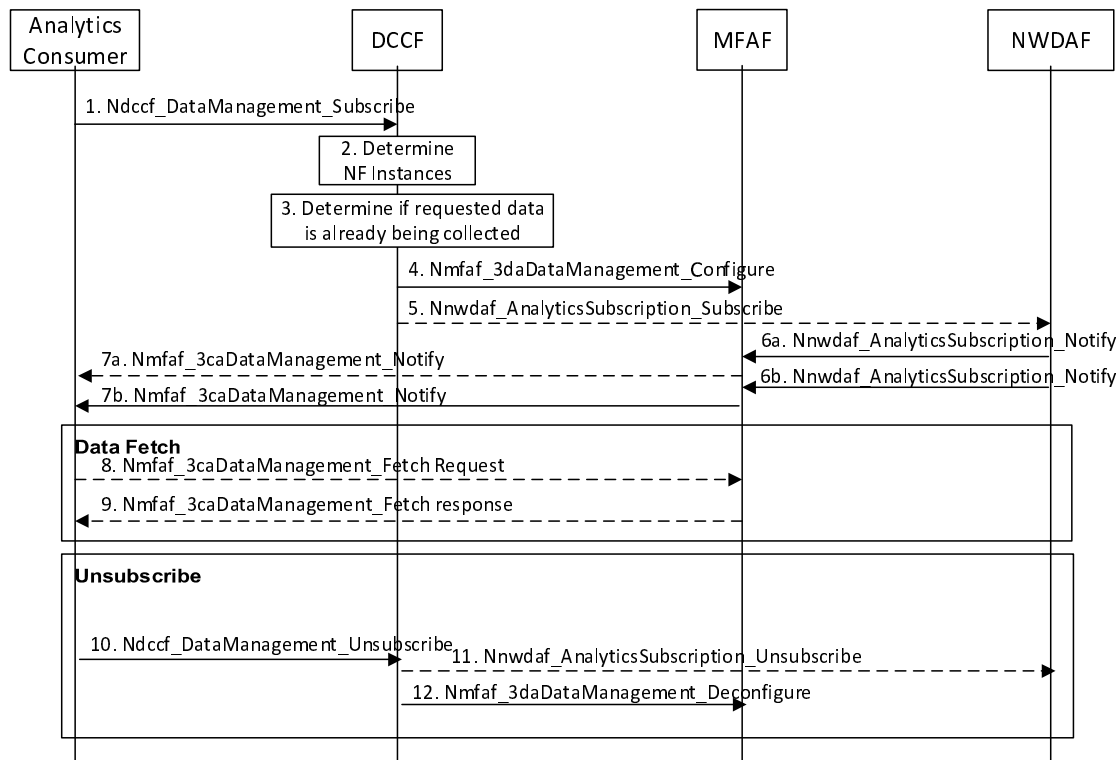 Analytics
Consumer
DCCF
MFAF
NWDAF
1. Ndccf_DataManagement_Subscribe
2. Determine
NF Instances
3. Determine if requested data
is already being collected
4. Nmfaf_3daDataManagement_Configure
5. Nnwdaf_AnalyticsSubscription_Subscribe
6a. Nnwdaf_AnalyticsSubscription_Notify
7a. Nmfaf_3caDataManagement_Notify
6b. Nnwdaf_AnalyticsSubscription_Notify
7b. Nmfaf_3caDataManagement_Notify
Data Fetch
8. Nmfaf_3caDataManagement_Fetch Request
9. Nmfaf_3caDataManagement_Fetch response
Unsubscribe
10. Ndccf_DataManagement_Unsubscribe
11. Nnwdaf_AnalyticsSubscription_Unsubscribe
12. Nmfaf_3daDataManagement_Deconfigure